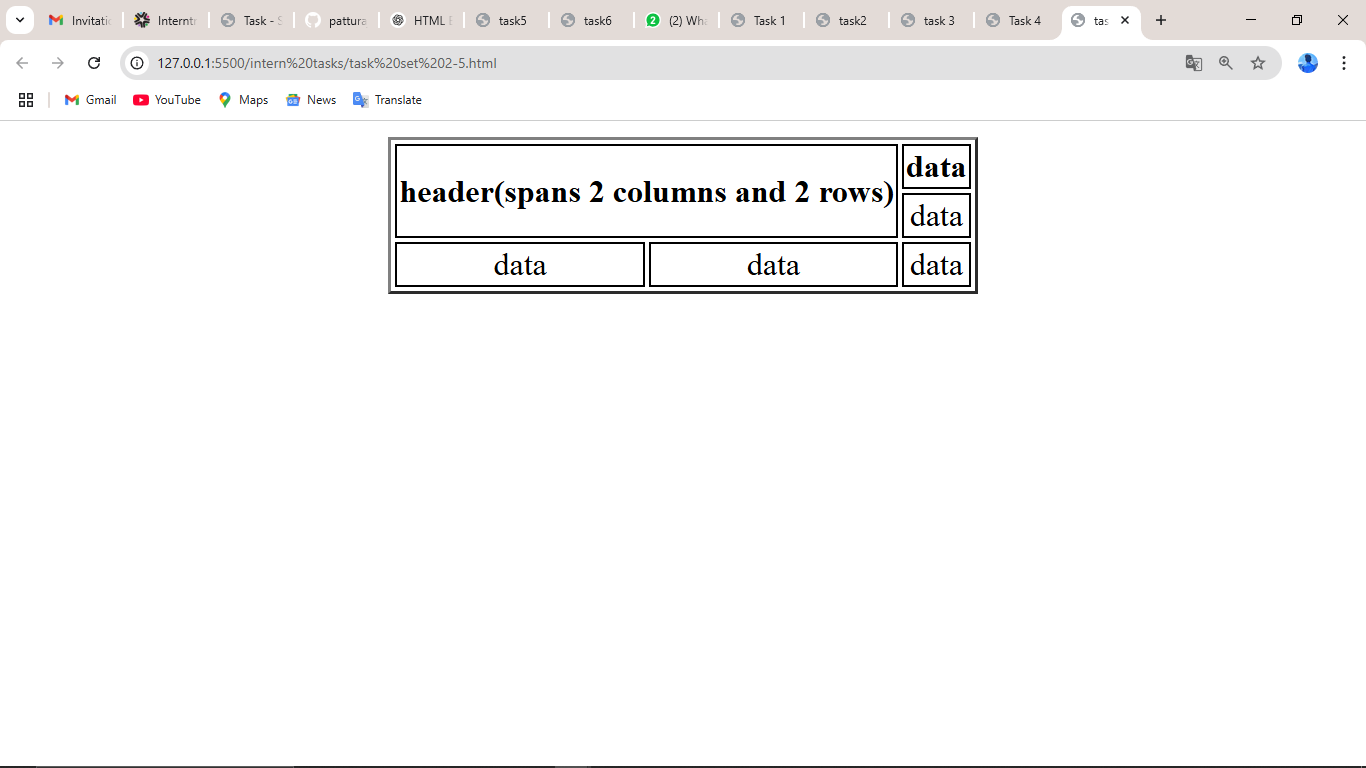 Invitati Interntr Task - S pattura HTML E task5 task6 2 (2) Wha Task 1 task2 task 3 Task 4 tas
127.0.0.1:5500/intern%20tasks/task%20set%202-5.html
Gmail YouTube Maps News Translate
header(spans 2 columns and 2 rows) data
data
data data data